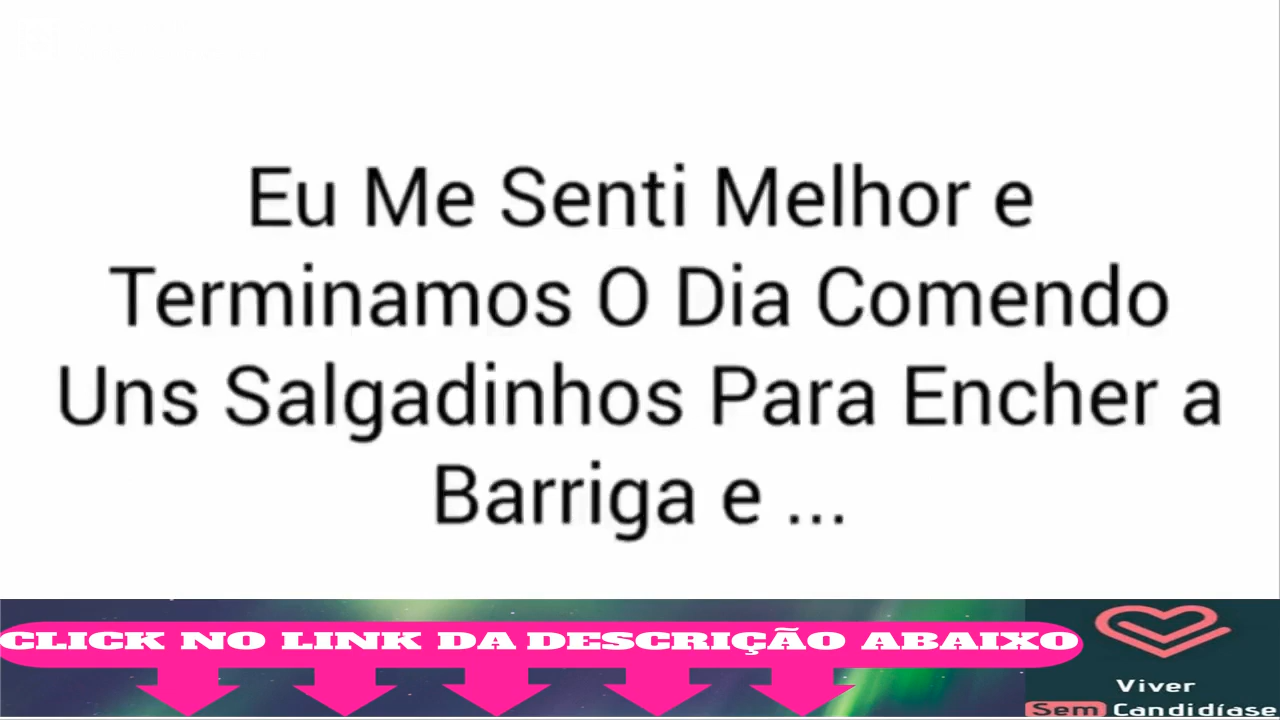 Eu Me Senti Melhor e
Terminamos O Dia Comendo
Uns Salgadinhos Para Encher a
Barriga e ...
CLICK NO LINK DA DESCRIÇÃO ABAIXO
Viver
Sem Candidíase